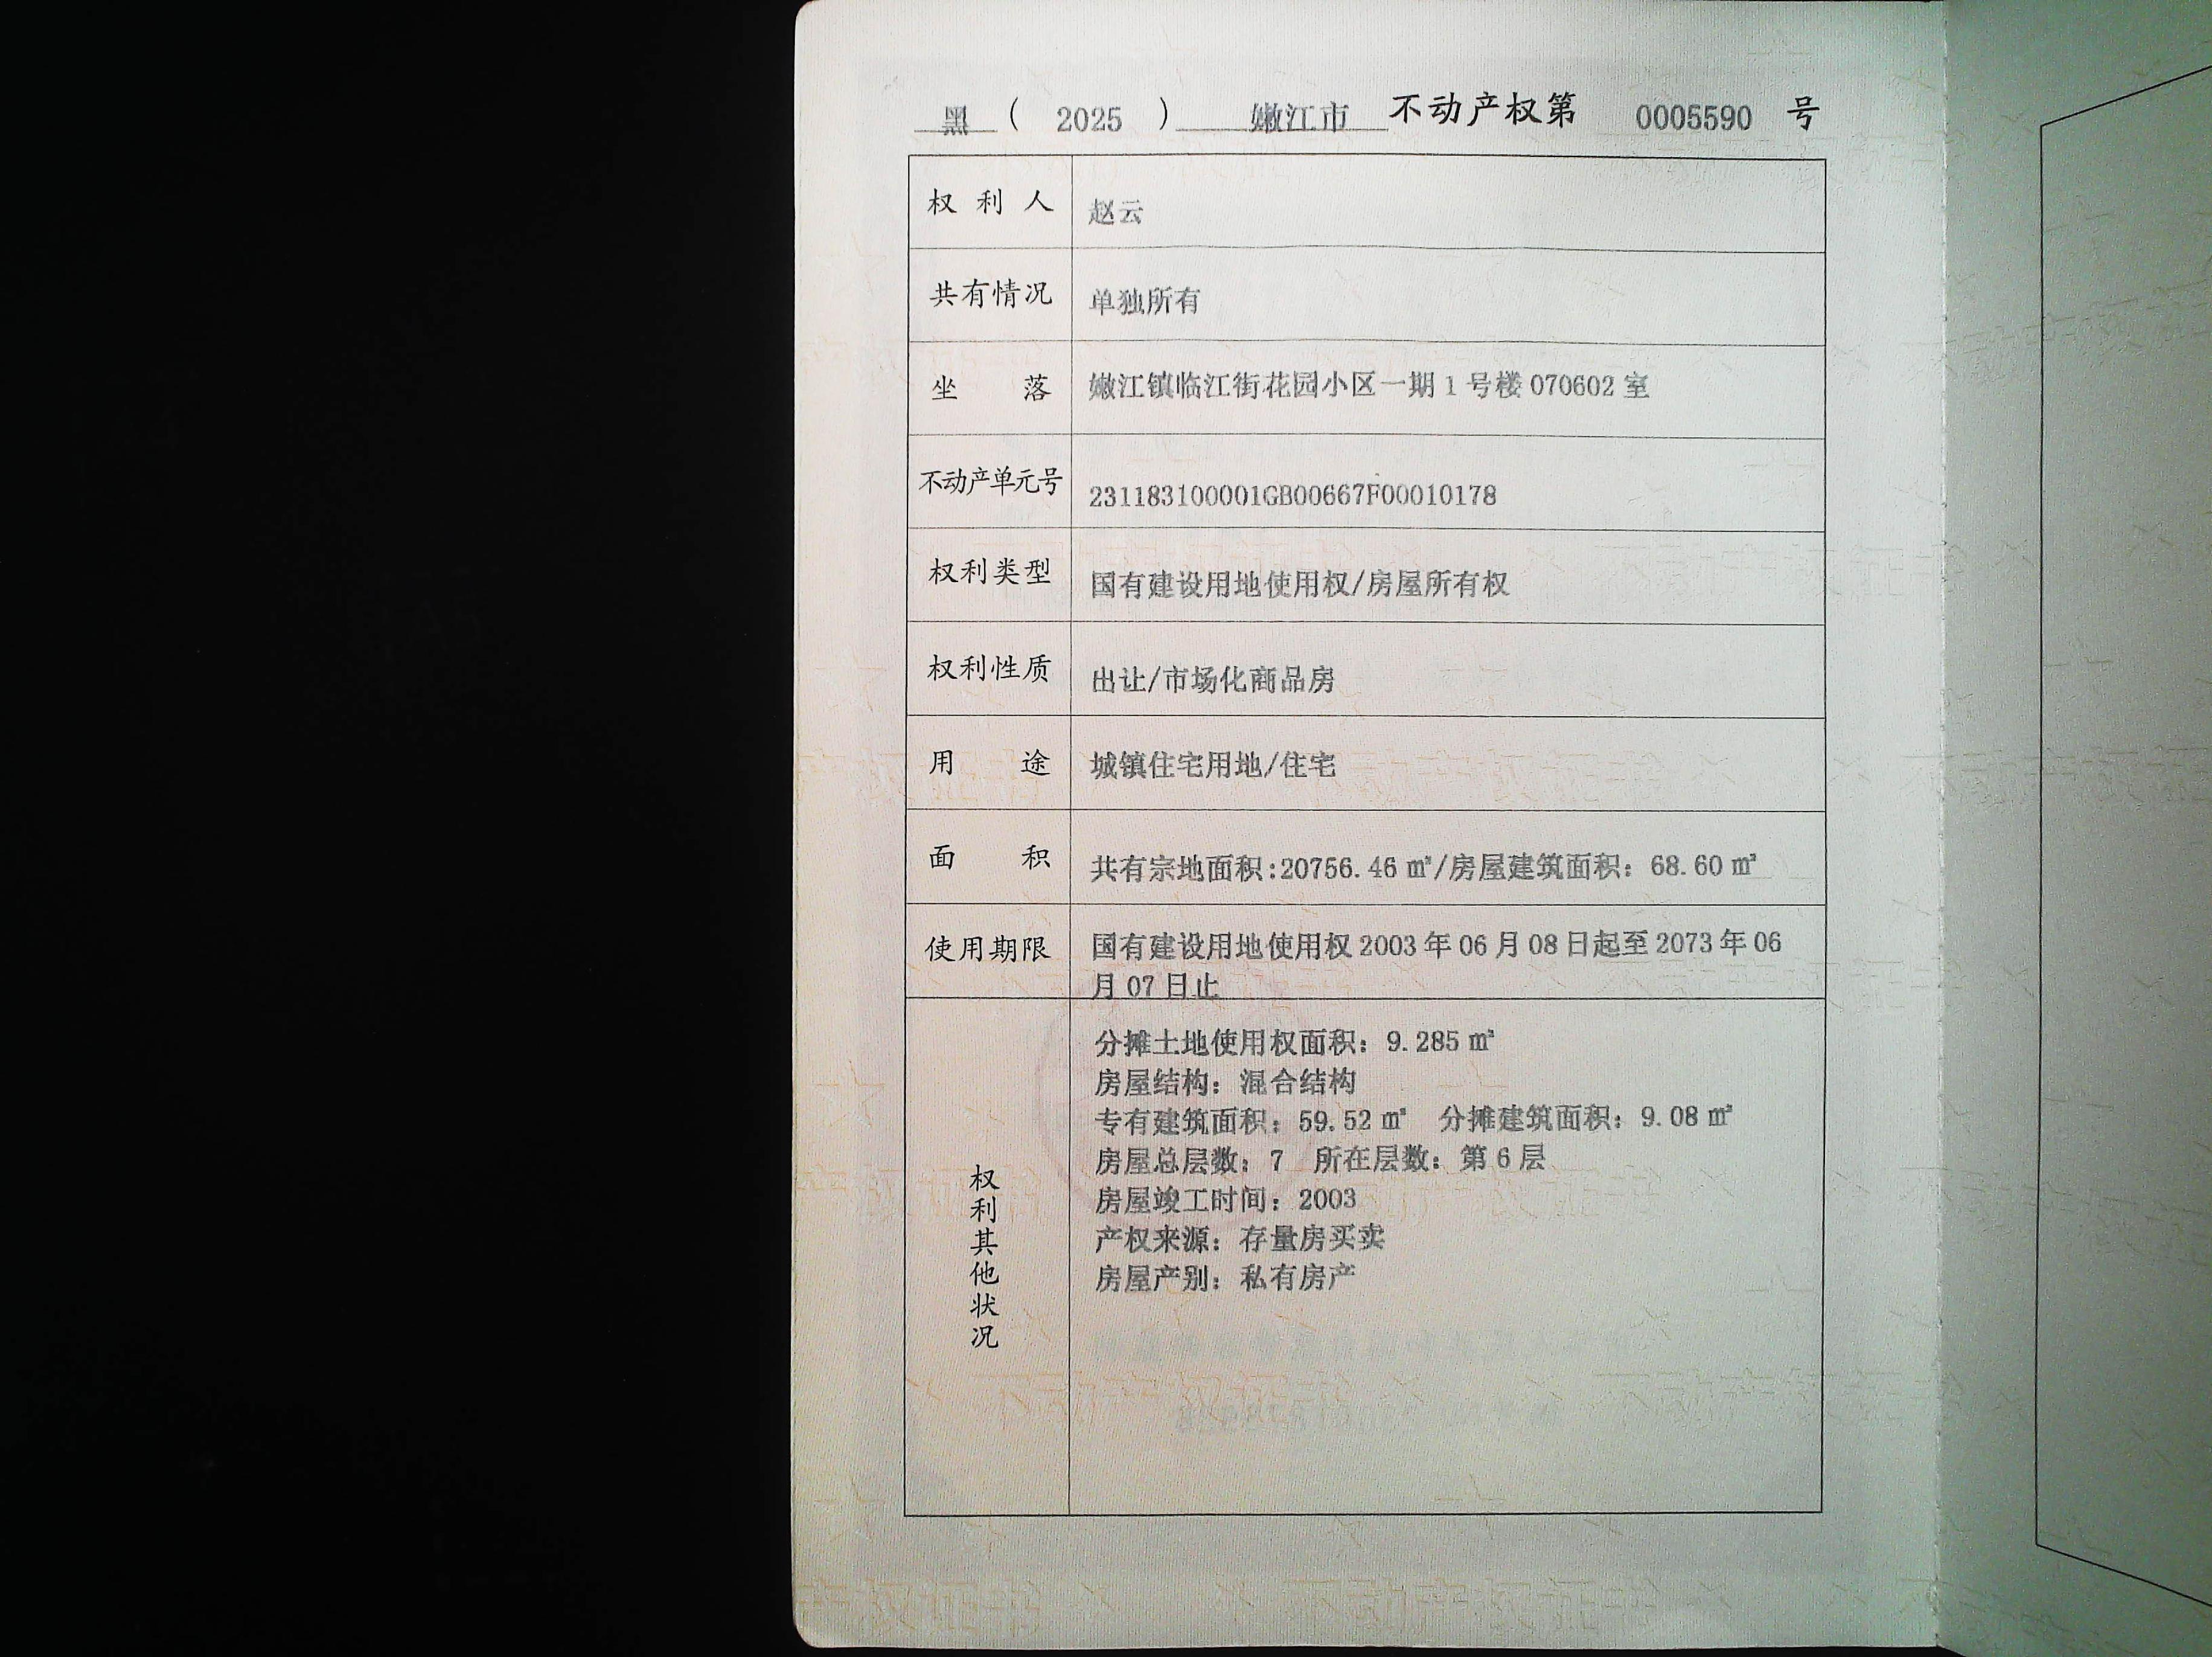 黑 （ 2025 ） 嫩江市 不动产权第 0005590 号
权利人 赵云
共有情况 单独所有
坐落 嫩江镇临江街花园小区一期1号楼070602室
不动产单元号 231183100001GB00667F00010178
权利类型 国有建设用地使用权/房屋所有权
权利性质 出让/市场化商品房
用途 城镇住宅用地/住宅
面积 共有宗地面积:20756.46㎡/房屋建筑面积：68.60㎡
使用期限 国有建设用地使用权2003年06月08日起至2073年06
月07日止
权利其他状况
分摊土地使用权面积：9.285㎡
房屋结构：混合结构
专有建筑面积：59.52㎡ 分摊建筑面积：9.08㎡
房屋总层数：7 所在层数：第6层
房屋竣工时间：2003
产权来源：存量房买卖
房屋产别：私有房产